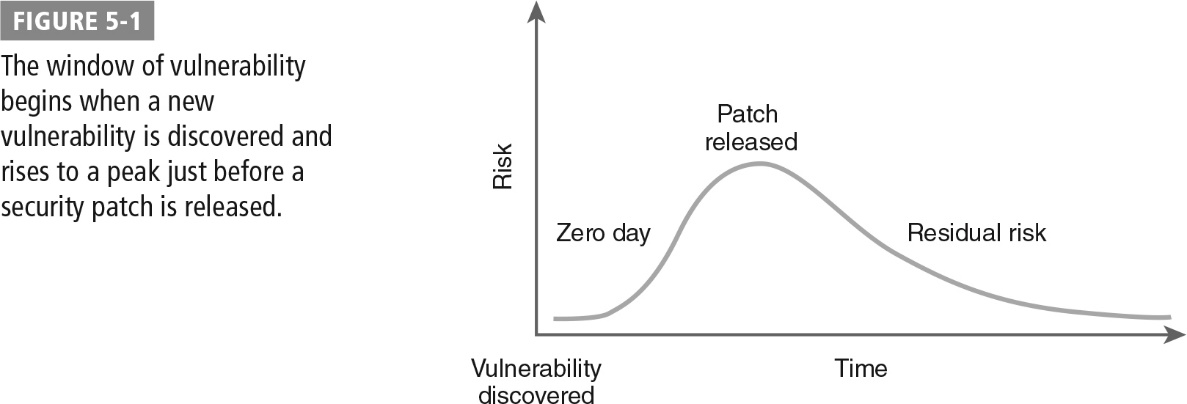 FIGURE 5-1
The window of vulnerability
begins when a new
vulnerability is discovered and
rises to a peak just before a
security patch is released.
Patch
released
Risk
Zero day
Residual risk
Vulnerability
discovered
Time